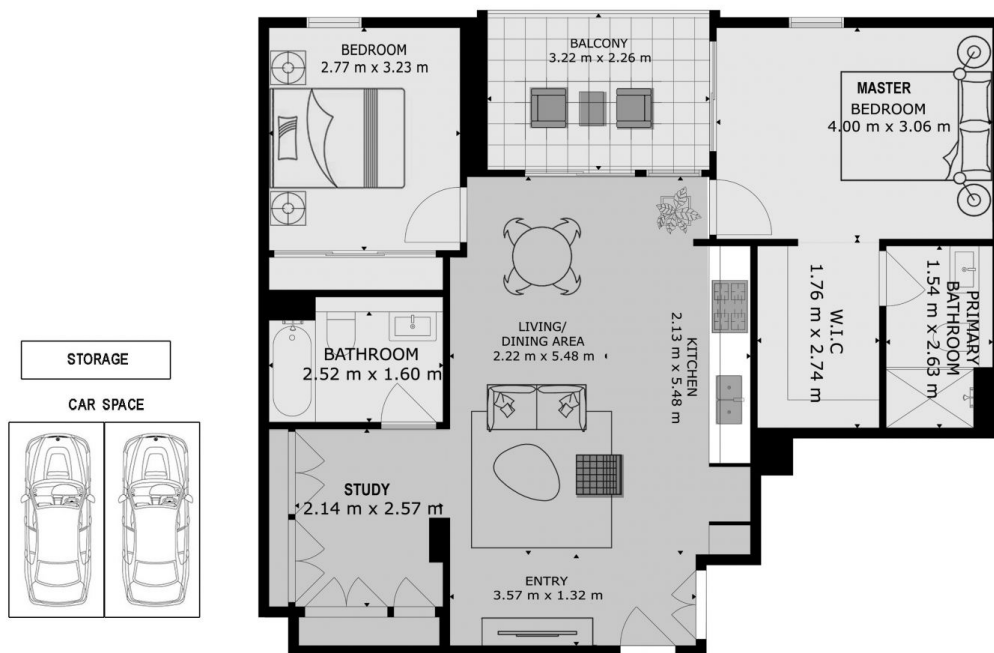 BEDROOM
2.77 m x 3.23 m
BALCONY
3.22 m x 2.26 m
MASTER
BEDROOM
4.00 m x 3.06 m
LIVING/
DINING AREA
2.22 m x 5.48 m
KITCHEN
2.13 m x 5.48 m
W.I.C
1.76 m x 2.74 m
PRIMARY
BATHROOM
1.54 m x 2.63 m
BATHROOM
2.52 m x 1.60 m
STORAGE
CAR SPACE
STUDY
2.14 m x 2.57 m
ENTRY
3.57 m x 1.32 m